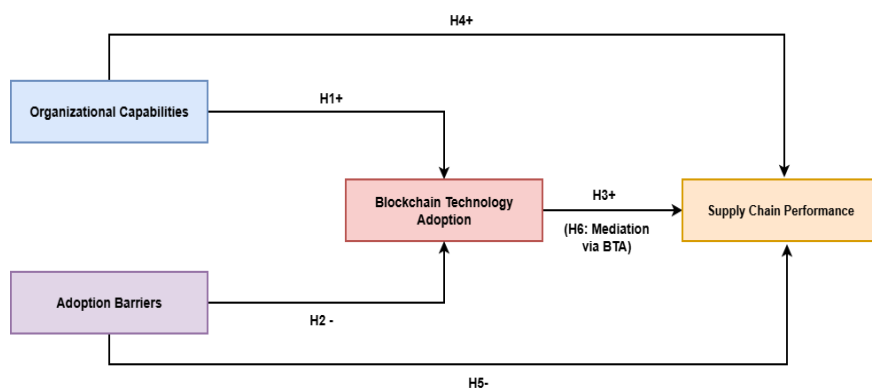 H4+
Organizational Capabilities
H1+
Blockchain Technology
Adoption
H3+
(H6: Mediation
via BTA)
Supply Chain Performance
Adoption Barriers
H2 -
H5-